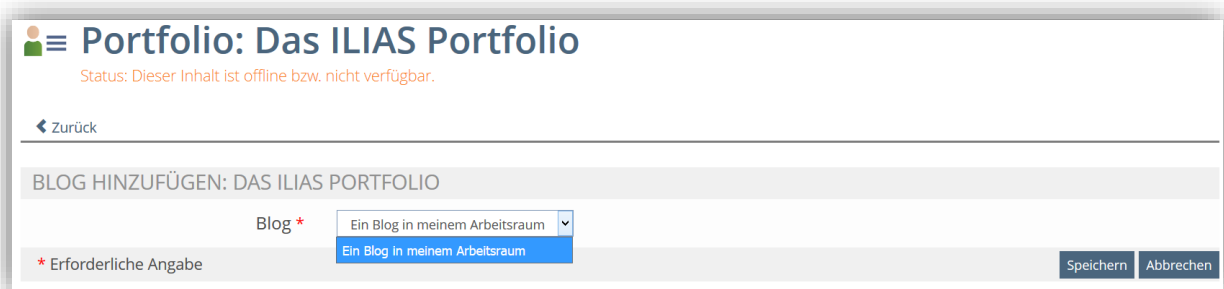 Portfolio: Das ILIAS Portfolio
Status: Dieser Inhalt ist offline bzw. nicht verfügbar.
Zurück
BLOG HINZUFÜGEN: DAS ILIAS PORTFOLIO
Blog * Ein Blog in meinem Arbeitsraum
Ein Blog in meinem Arbeitsraum
* Erforderliche Angabe Speichern Abbrechen